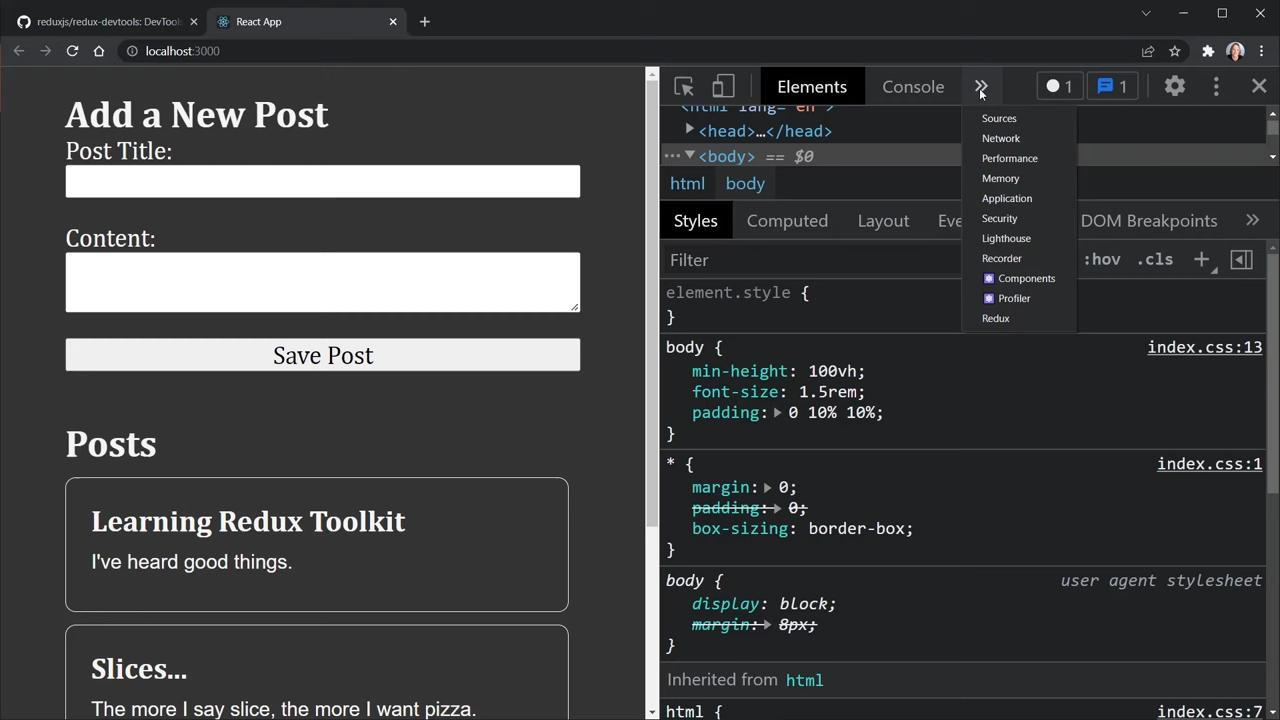 reduxjs/redux-devtools: DevTools
React App
localhost:3000
Add a New Post
Post Title:
Content:
Save Post
Posts
Learning Redux Toolkit
I've heard good things.
Slices...
The more I say slice, the more I want pizza.
Elements
Console
1
1
<html lang="en">
<head>…</head>
<body> == $0
html
body
Styles
Computed
Layout
Eve
DOM Breakpoints
Sources
Network
Performance
Memory
Application
Security
Lighthouse
Recorder
Components
Profiler
Redux
Filter
:hov
.cls
element.style {
}
body {
index.css:13
min-height: 100vh;
font-size: 1.5rem;
padding: 0 10% 10%;
}
* {
index.css:1
margin: 0;
padding: 0;
box-sizing: border-box;
}
body {
user agent stylesheet
display: block;
margin: 8px;
}
Inherited from html
html {
index.css:7